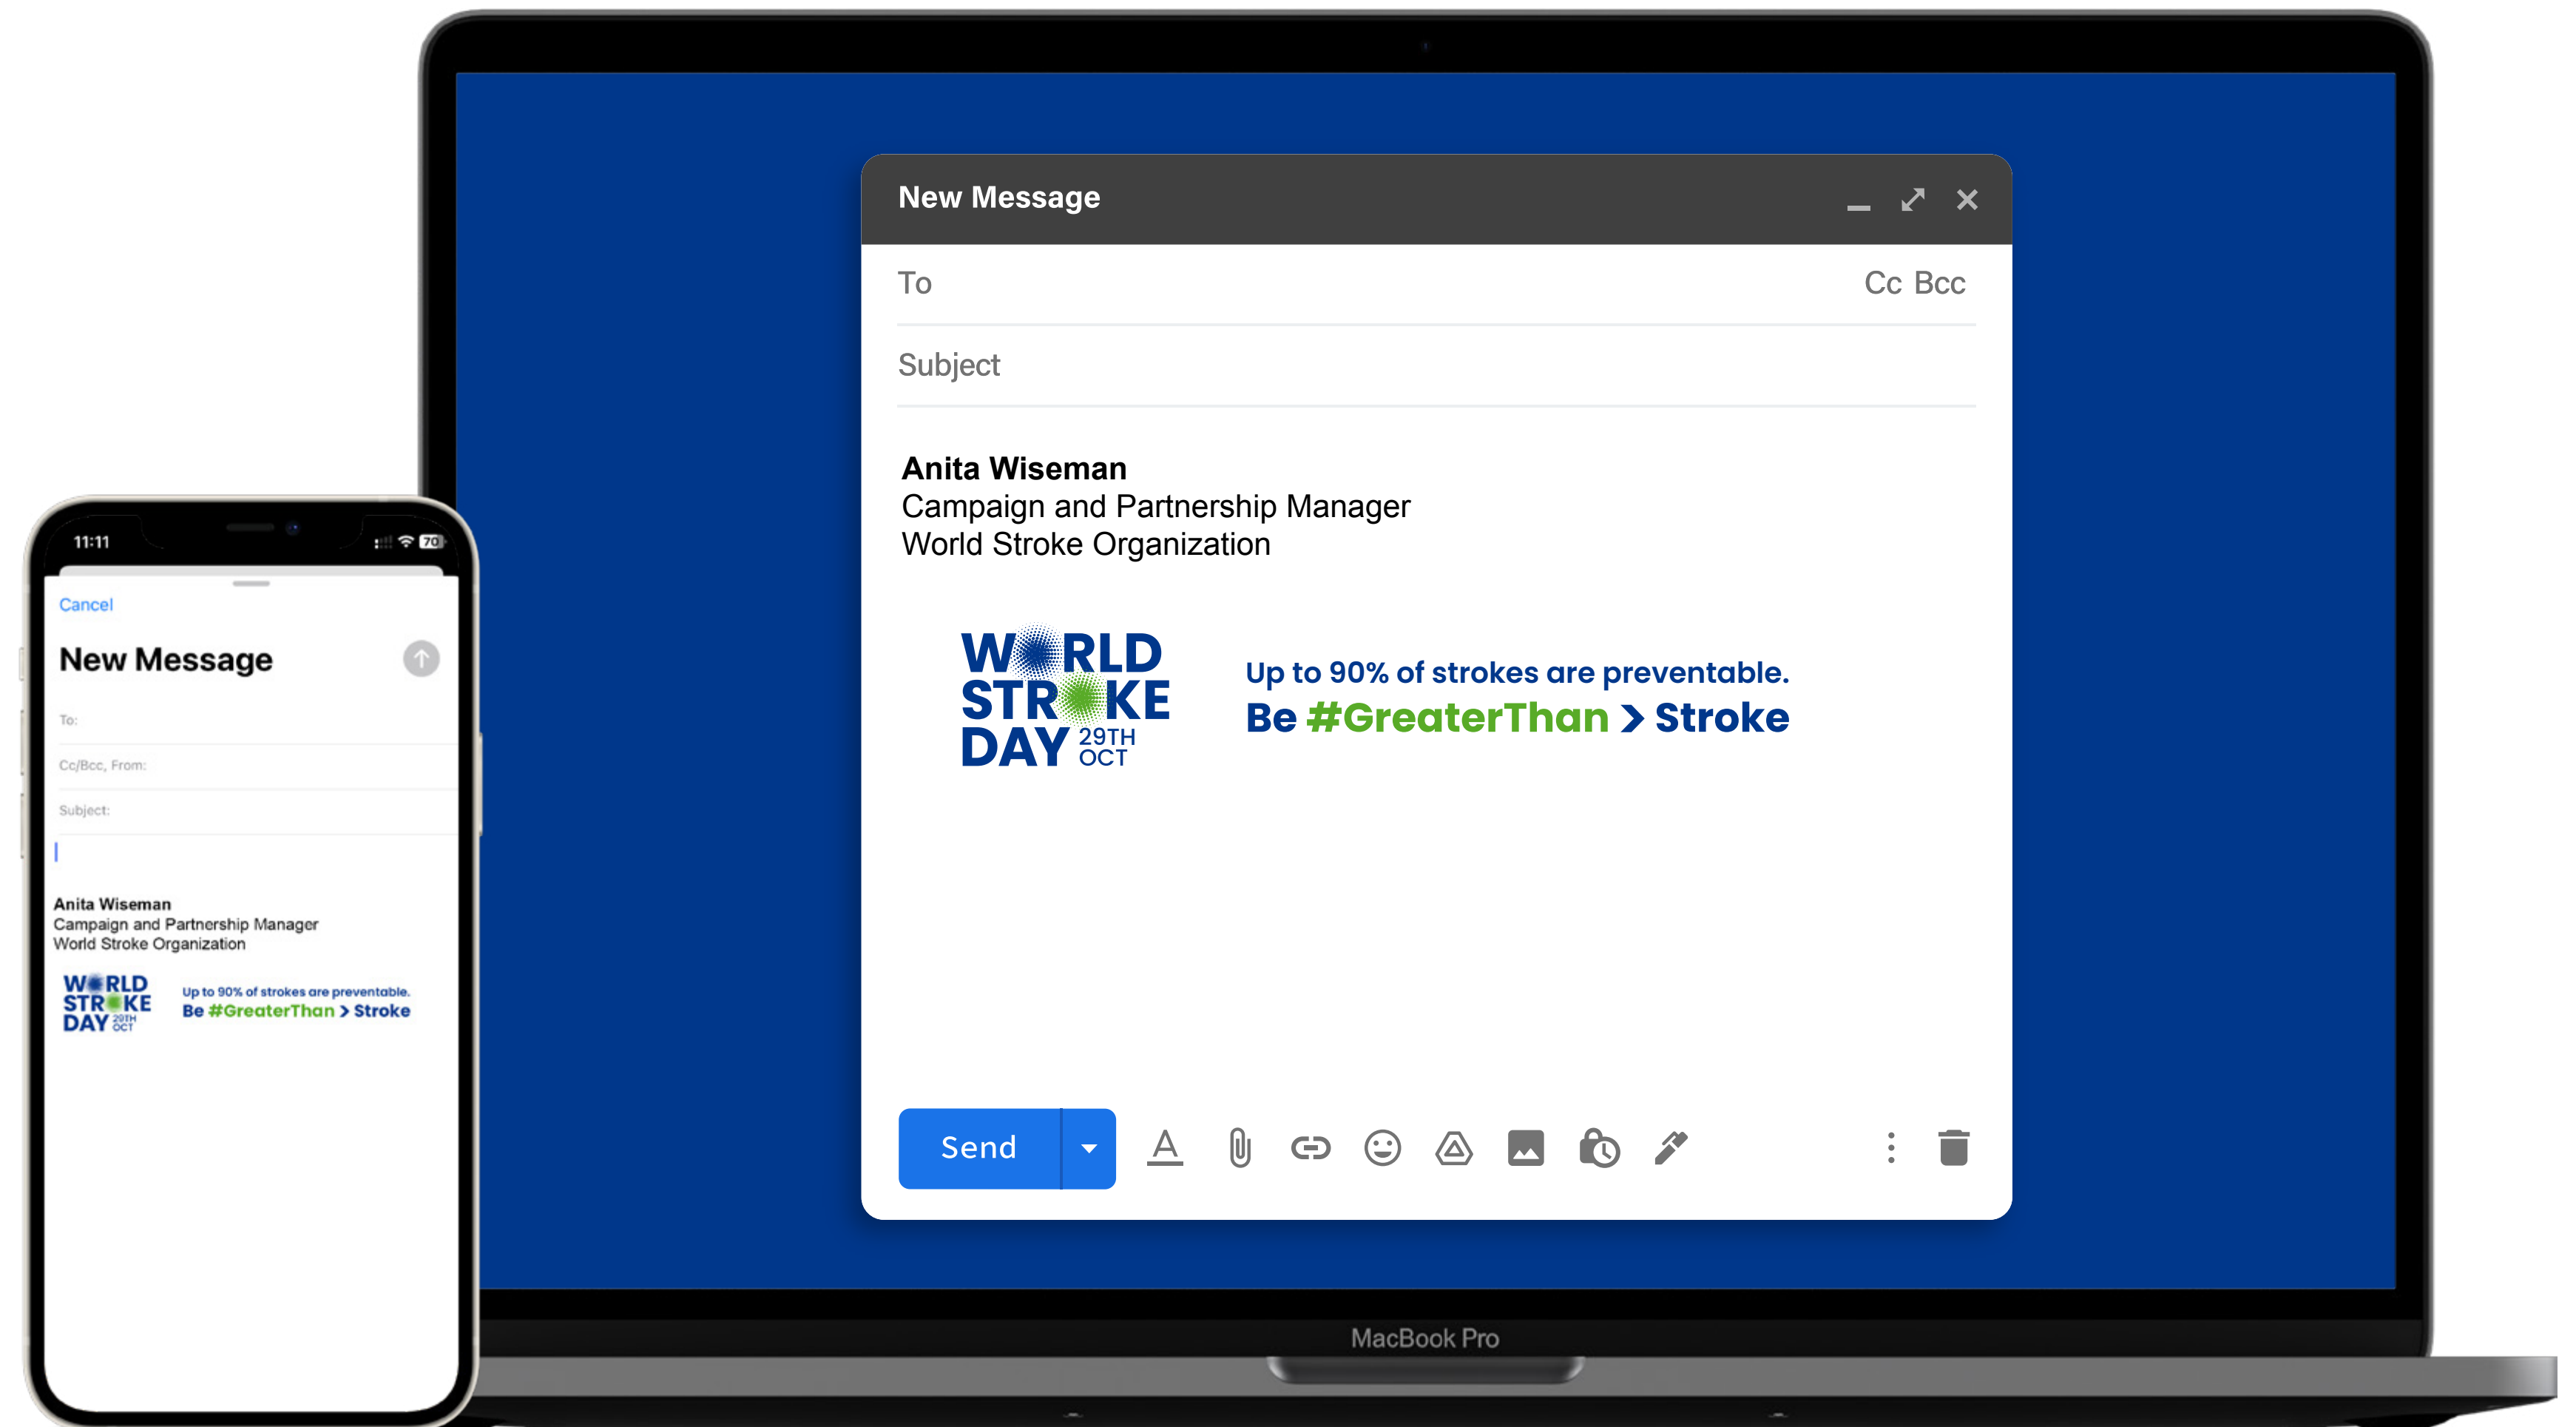 New Message
To
Cc Bcc
Subject
Anita Wiseman
Campaign and Partnership Manager
World Stroke Organization
WORLD
STROKE
DAY 29TH
OCT
Up to 90% of strokes are preventable.
Be #GreaterThan > Stroke
Send
MacBook Pro
11:11
70
Cancel
New Message
To:
Cc/Bcc, From:
Subject:
Anita Wiseman
Campaign and Partnership Manager
World Stroke Organization
WORLD
STROKE
DAY 29TH
OCT
Up to 90% of strokes are preventable.
Be #GreaterThan > Stroke